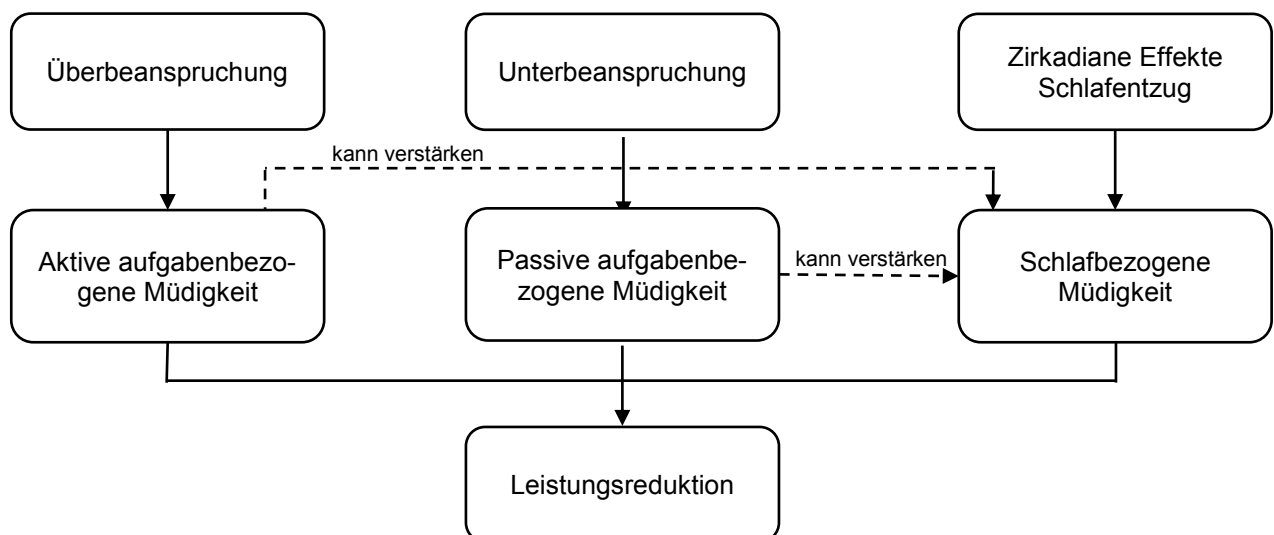 Überbeanspruchung
Unterbeanspruchung
Zirkadiane Effekte
Schlafentzug
kann verstärken
Aktive aufgabenbezo-
gene Müdigkeit
Passive aufgabenbe-
zogene Müdigkeit
kann verstärken
Schlafbezogene
Müdigkeit
Leistungsreduktion